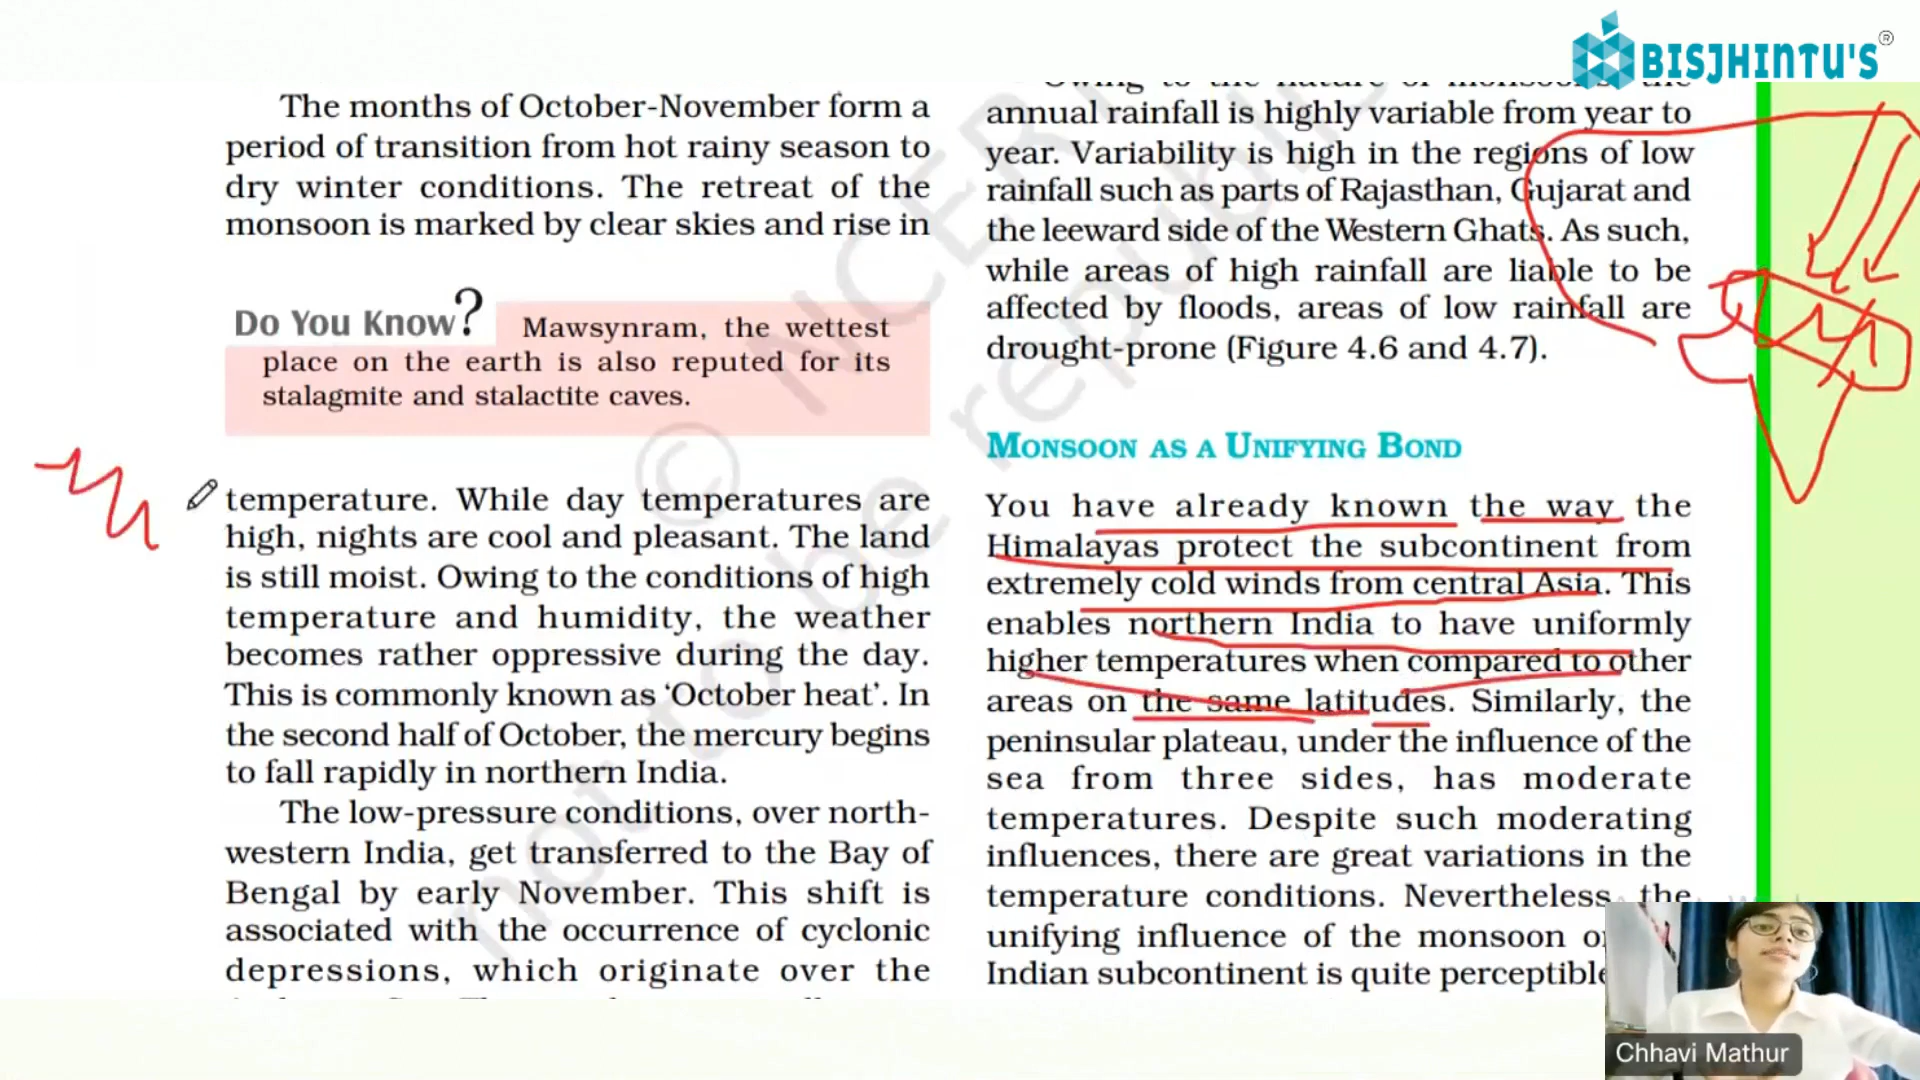 BISJHINTU'S®
The months of October-November form a
period of transition from hot rainy season to
dry winter conditions. The retreat of the
monsoon is marked by clear skies and rise in
Do You Know? Mawsynram, the wettest
place on the earth is also reputed for its
stalagmite and stalactite caves.
temperature. While day temperatures are
high, nights are cool and pleasant. The land
is still moist. Owing to the conditions of high
temperature and humidity, the weather
becomes rather oppressive during the day.
This is commonly known as ‘October heat’. In
the second half of October, the mercury begins
to fall rapidly in northern India.
The low-pressure conditions, over north-
western India, get transferred to the Bay of
Bengal by early November. This shift is
associated with the occurrence of cyclonic
depressions, which originate over the
Owing to the nature of monsoons, the
annual rainfall is highly variable from year to
year. Variability is high in the regions of low
rainfall such as parts of Rajasthan, Gujarat and
the leeward side of the Western Ghats. As such,
while areas of high rainfall are liable to be
affected by floods, areas of low rainfall are
drought-prone (Figure 4.6 and 4.7).
MONSOON AS A UNIFYING BOND
You have already known the way the
Himalayas protect the subcontinent from
extremely cold winds from central Asia. This
enables northern India to have uniformly
higher temperatures when compared to other
areas on the same latitudes. Similarly, the
peninsular plateau, under the influence of the
sea from three sides, has moderate
temperatures. Despite such moderating
influences, there are great variations in the
temperature conditions. Nevertheless, the
unifying influence of the monsoon
Indian subcontinent is quite perceptible
© NCERT
not to be republi
Chhavi Mathur